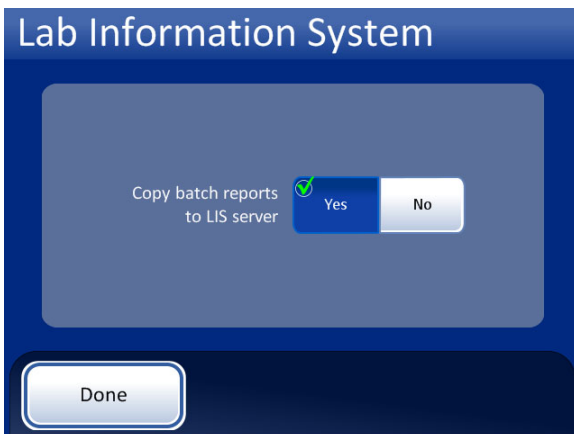 Lab Information System
Copy batch reports
to LIS server
Yes
No
Done